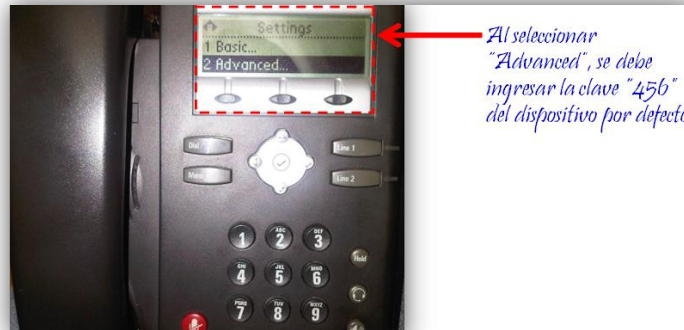 Settings
1 Basic...
2 Advanced...
Al seleccionar
"Advanced", se debe
ingresar la clave "456"
del dispositivo por defecto
Dial
Menu
Line 1
Line 2
1
ABC
2
DEF
3
GHI
4
JKL
5
MNO
6
Hold
PQRS
7
TUV
8
WXYZ
9